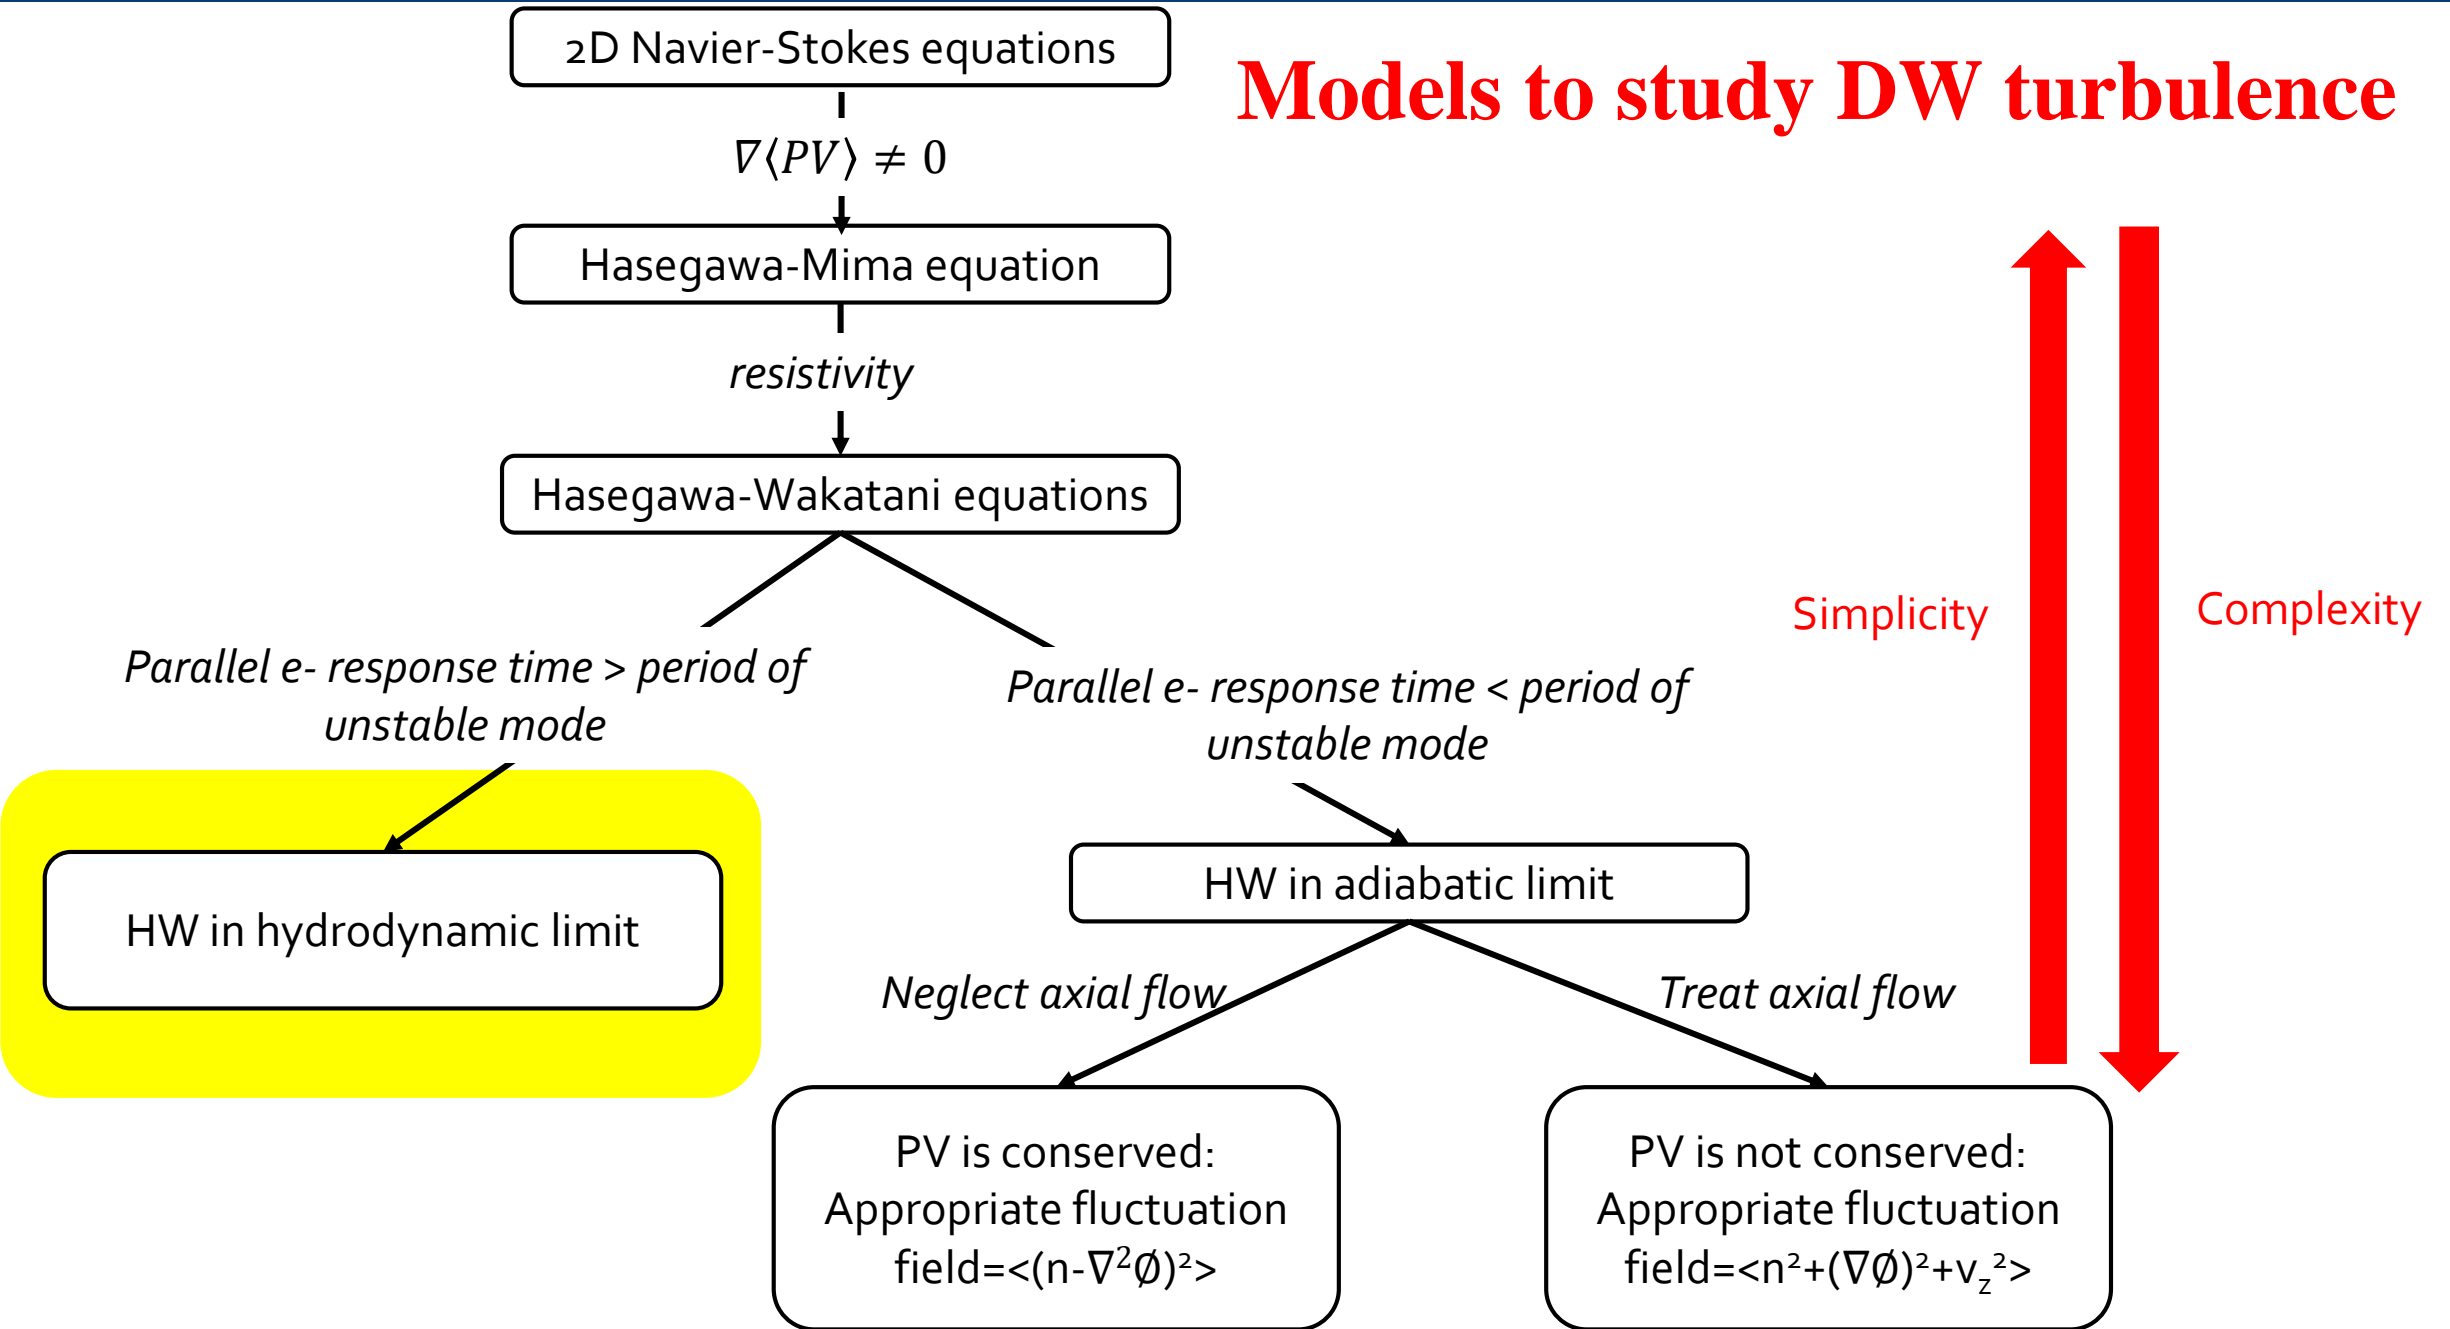 2D Navier-Stokes equations
Models to study DW turbulence
∇⟨PV⟩ ≠ 0
Hasegawa-Mima equation
resistivity
Hasegawa-Wakatani equations
Simplicity
Complexity
Parallel e- response time > period of
unstable mode
Parallel e- response time < period of
unstable mode
HW in hydrodynamic limit
HW in adiabatic limit
Neglect axial flow
Treat axial flow
PV is conserved:
Appropriate fluctuation
field=<(n-∇²Ø)²>
PV is not conserved:
Appropriate fluctuation
field=<n²+(∇Ø)²+v_z²>